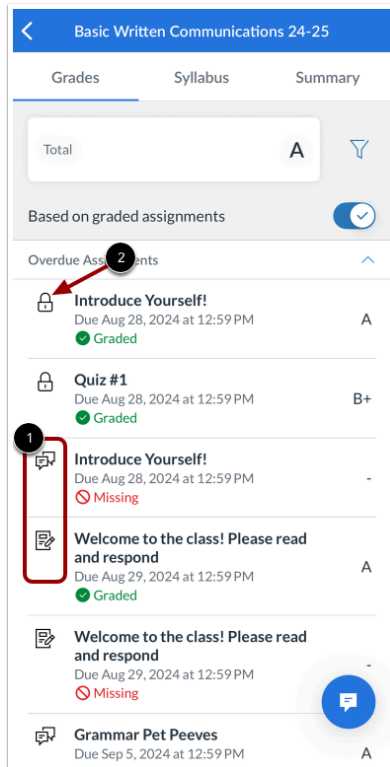 Basic Written Communications 24-25
Grades Syllabus Summary
Total A
Based on graded assignments
2
Overdue Ass ents
Introduce Yourself!
Due Aug 28, 2024 at 12:59 PM A
Graded
Quiz #1
Due Aug 28, 2024 at 12:59 PM B+
Graded
1
Introduce Yourself!
Due Aug 28, 2024 at 12:59 PM -
Missing
Welcome to the class! Please read
and respond A
Due Aug 29, 2024 at 12:59 PM
Graded
Welcome to the class! Please read
and respond -
Due Aug 29, 2024 at 12:59 PM
Missing
Grammar Pet Peeves
Due Sep 5, 2024 at 12:59 PM A